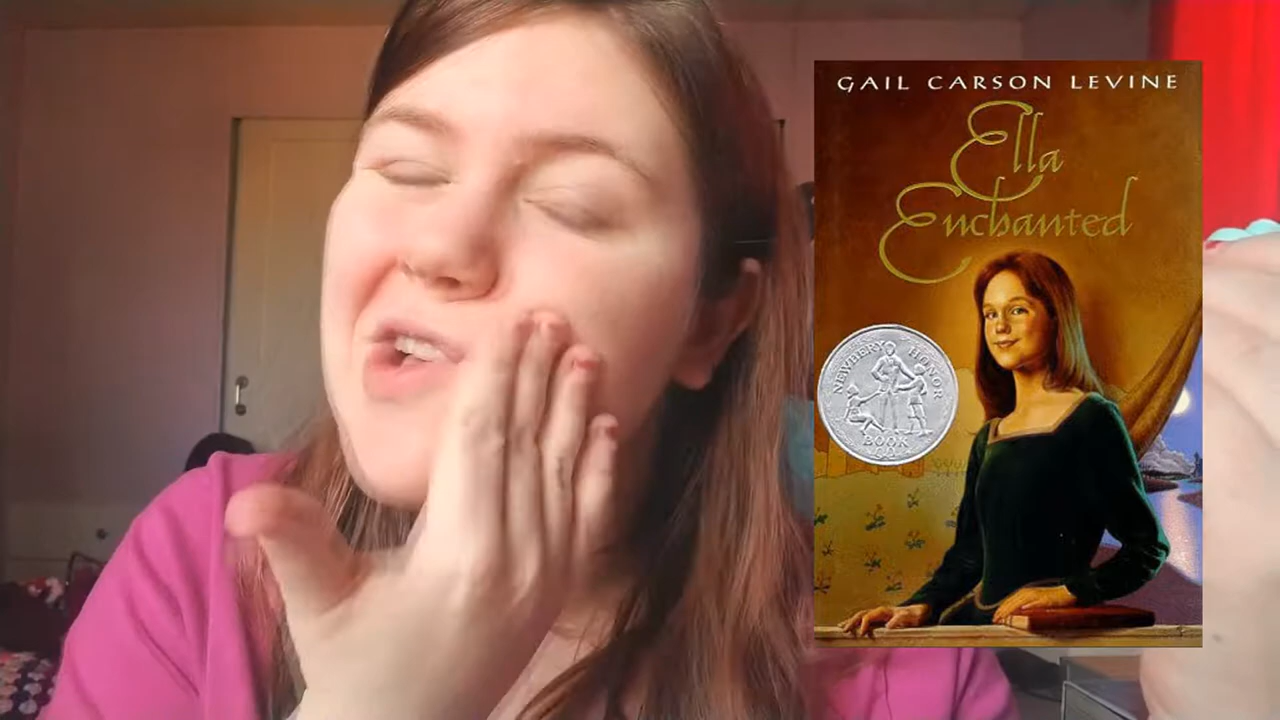 GAIL CARSON LEVINE
Ella
Enchanted
NEWBERY HONOR
BOOK